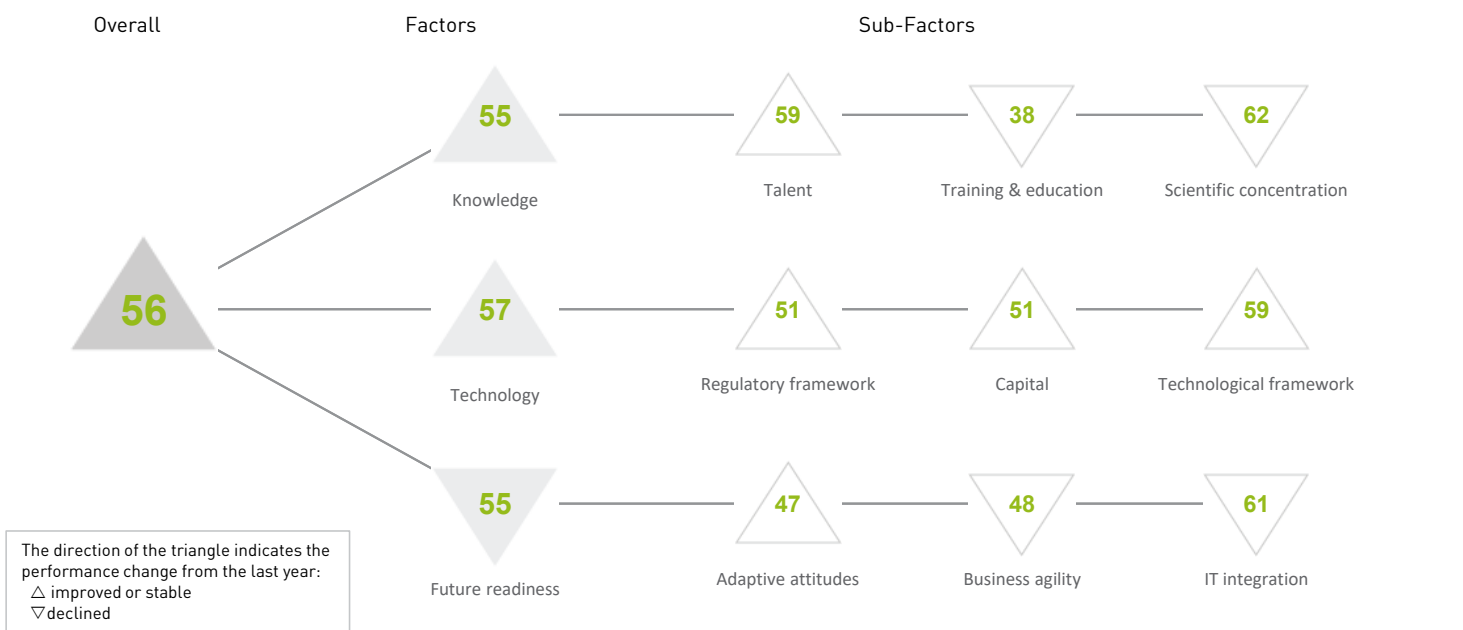 Overall
Factors
Sub-Factors
55
59
38
62
Knowledge
Talent
Training & education
Scientific concentration
56
57
51
51
59
Technology
Regulatory framework
Capital
Technological framework
55
47
48
61
Future readiness
Adaptive attitudes
Business agility
IT integration
The direction of the triangle indicates the
performance change from the last year:
△ improved or stable
▽ declined